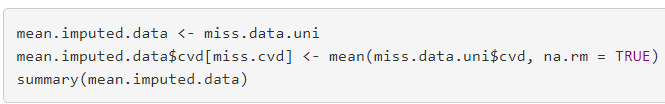 mean.imputed.data <- miss.data.uni
mean.imputed.data$cvd[miss.cvd] <- mean(miss.data.uni$cvd, na.rm = TRUE)
summary(mean.imputed.data)